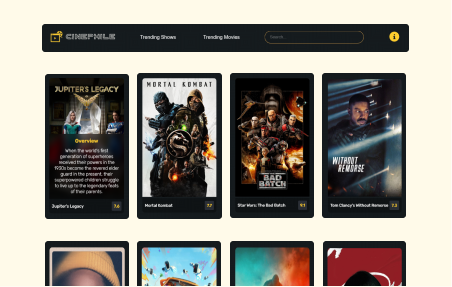 CINEPHILE
Trending Shows
Trending Movies
Search...
JUPITER'S LEGACY
Overview
When the world's first
generation of superheroes
received their powers in the
1930s become the revered elder
guard in the present, their
superpowered children struggle
to live up to the legendary feats
of their parents.
Jupiter's Legacy
7.6
MORTAL KOMBAT
Mortal Kombat
7.7
BAD
BATCH
Star Wars: The Bad Batch
9.1
WITHOUT
REMORSE
Tom Clancy's Without Remorse
7.3